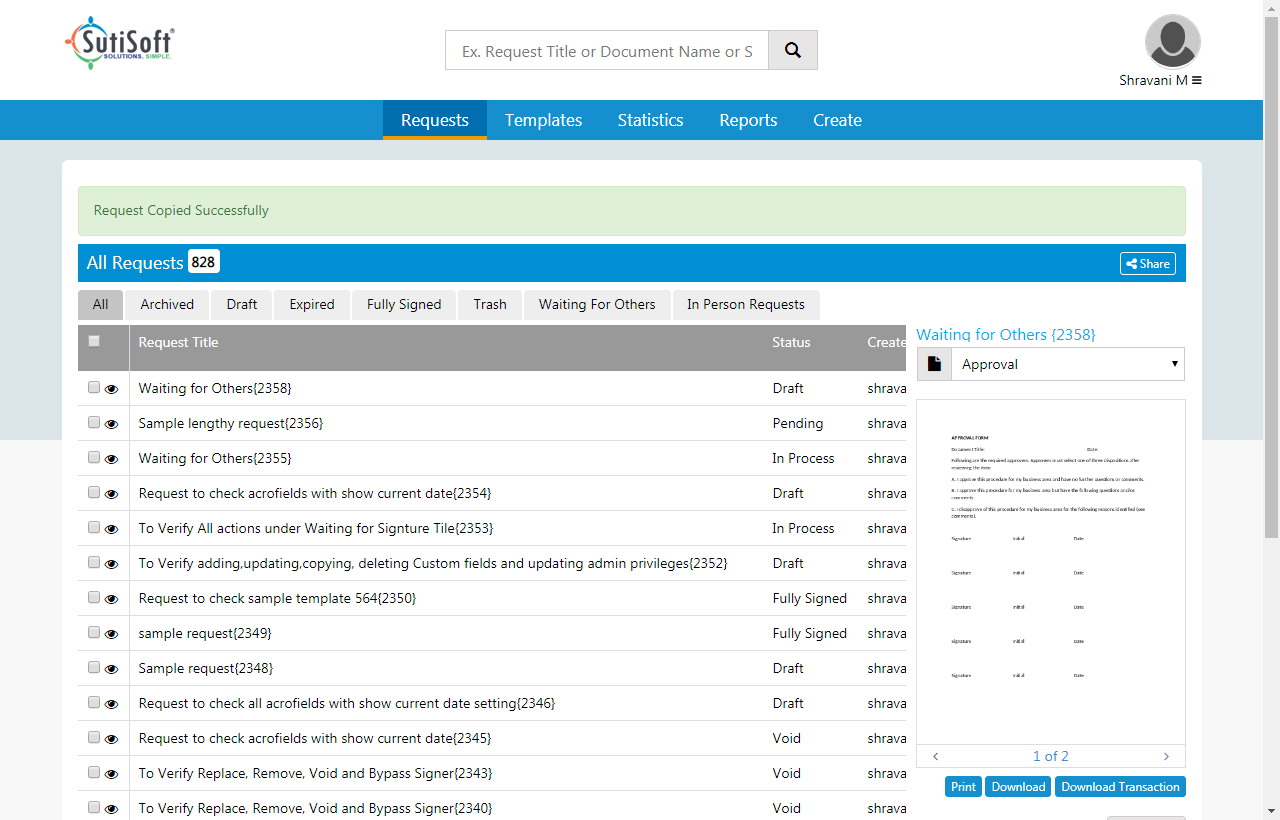 SutiSoft®
SOLUTIONS. SIMPLE.
Ex. Request Title or Document Name or S
Shravani M
Requests Templates Statistics Reports Create
Request Copied Successfully
All Requests 828
Share
All Archived Draft Expired Fully Signed Trash Waiting For Others In Person Requests
Request Title Status Create
Waiting for Others{2358} Draft shrava
Sample lengthy request{2356} Pending shrava
Waiting for Others{2355} In Process shrava
Request to check acrofields with show current date{2354} Draft shrava
To Verify All actions under Waiting for Signture Tile{2353} In Process shrava
To Verify adding,updating,copying, deleting Custom fields and updating admin privileges{2352} Draft shrava
Request to check sample template 564{2350} Fully Signed shrava
sample request{2349} Fully Signed shrava
Sample request{2348} Draft shrava
Request to check all acrofields with show current date setting{2346} Draft shrava
Request to check acrofields with show current date{2345} Void shrava
To Verify Replace, Remove, Void and Bypass Signer{2343} Void shrava
To Verify Replace, Remove, Void and Bypass Signer{2340} Void shrava
Waiting for Others {2358}
Approval
APPROVAL FORM
Document Title: Date:
Following are the required approvers. Approvers must select one of three dispositions after
reviewing the item:
A. I approve this procedure for my business area and have no further questions or comments.
B. I approve this procedure for my business area but have the following questions and/or
comments.
C. I disapprove of this procedure for my business area for the following reasons identified (see
comments).
Signature Initial Date
Signature Initial Date
Signature Initial Date
Signature Initial Date
Signature Initial Date
1 of 2
Print Download Download Transaction